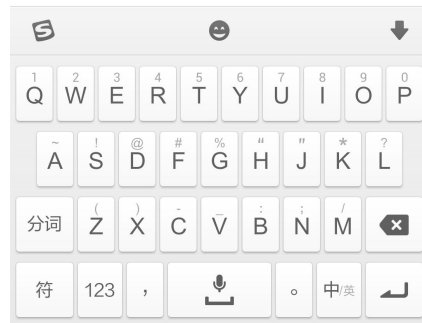 S
1 2 3 4 5 6 7 8 9 0
Q W E R T Y U I O P
~ ! @ # % “ " * ?
A S D F G H J K L
( ) - _ : ; /
分词 Z X C V B N M
符 123 ， 。 中/英